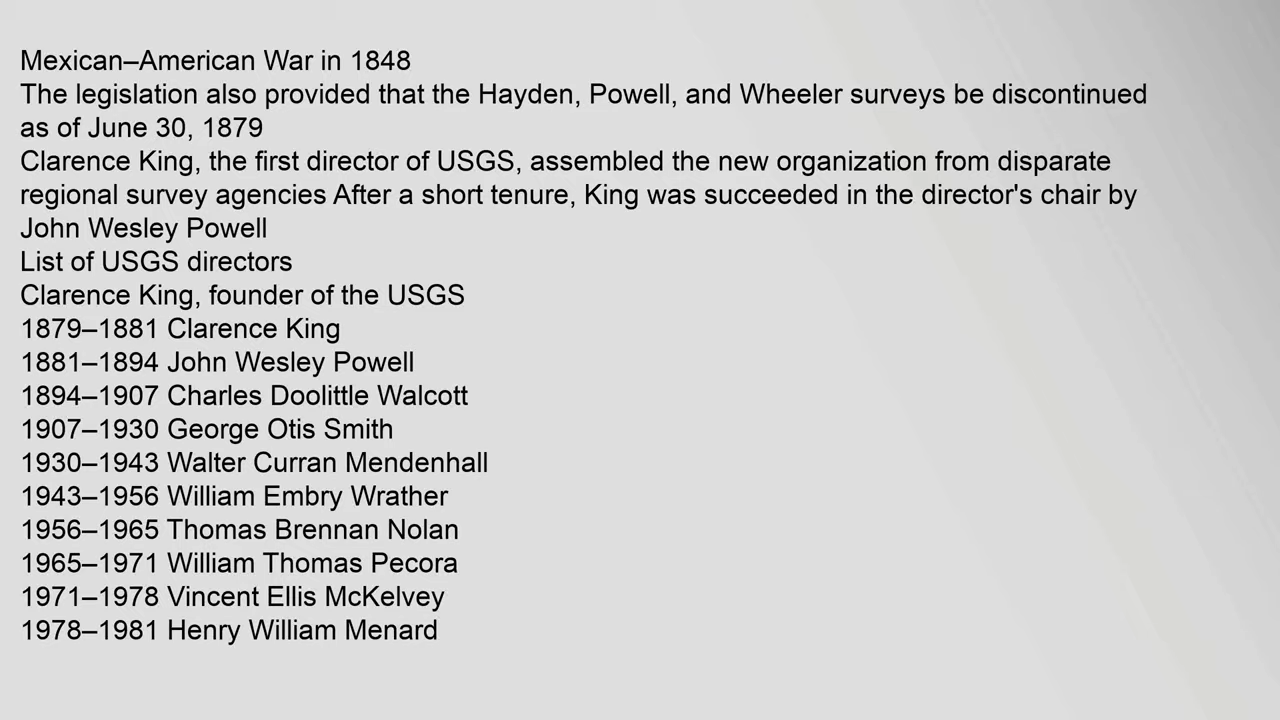 Mexican–American War in 1848
The legislation also provided that the Hayden, Powell, and Wheeler surveys be discontinued
as of June 30, 1879
Clarence King, the first director of USGS, assembled the new organization from disparate
regional survey agencies After a short tenure, King was succeeded in the director's chair by
John Wesley Powell
List of USGS directors
Clarence King, founder of the USGS
1879–1881 Clarence King
1881–1894 John Wesley Powell
1894–1907 Charles Doolittle Walcott
1907–1930 George Otis Smith
1930–1943 Walter Curran Mendenhall
1943–1956 William Embry Wrather
1956–1965 Thomas Brennan Nolan
1965–1971 William Thomas Pecora
1971–1978 Vincent Ellis McKelvey
1978–1981 Henry William Menard